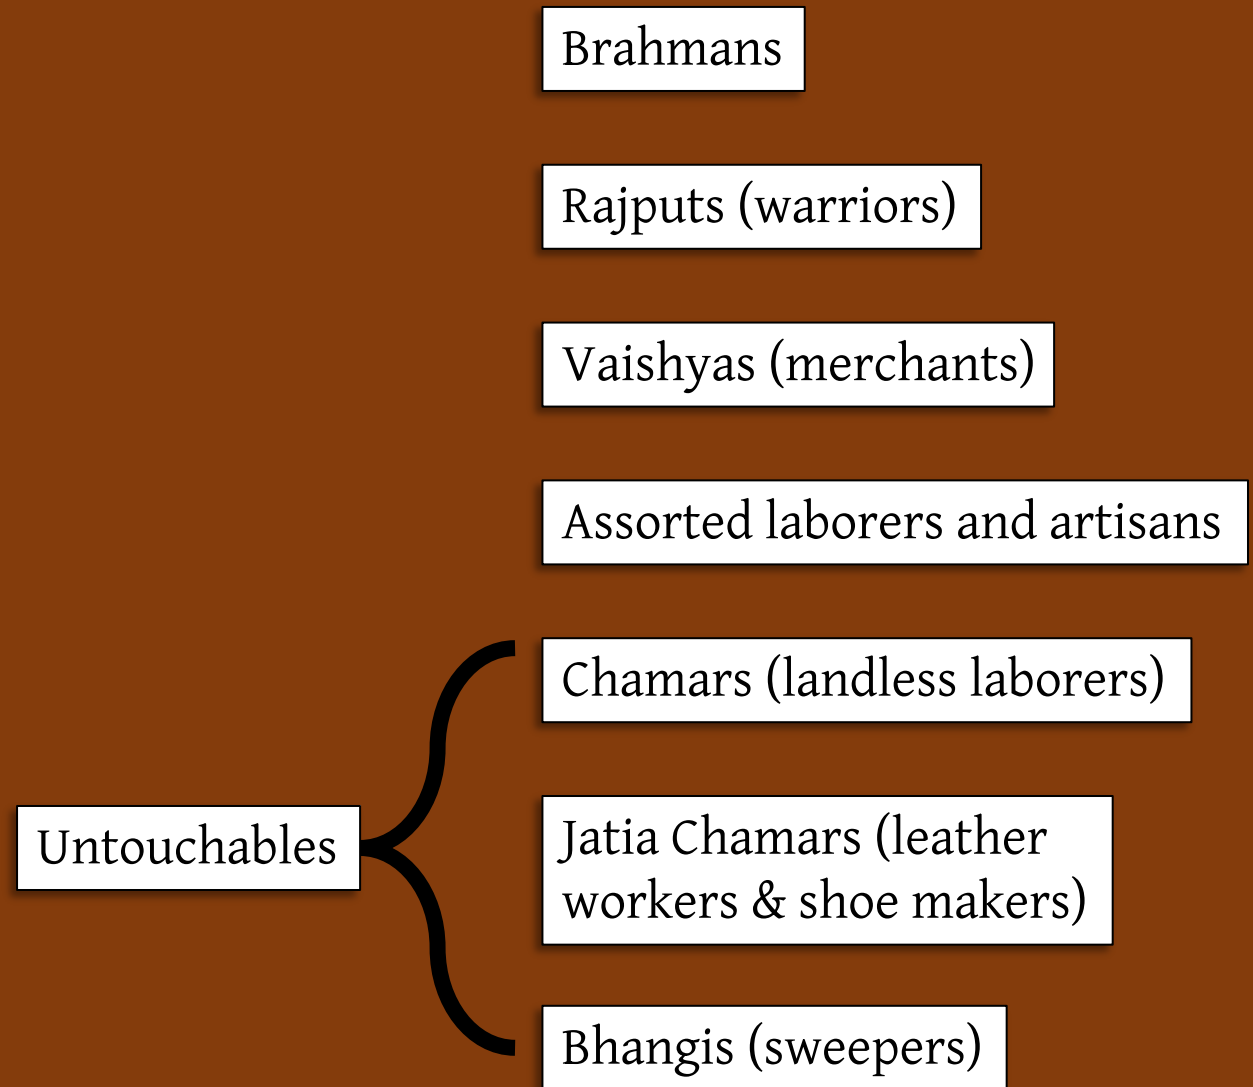 Brahmans
Rajputs (warriors)
Vaishyas (merchants)
Assorted laborers and artisans
Chamars (landless laborers)
Untouchables
Jatia Chamars (leather
workers & shoe makers)
Bhangis (sweepers)